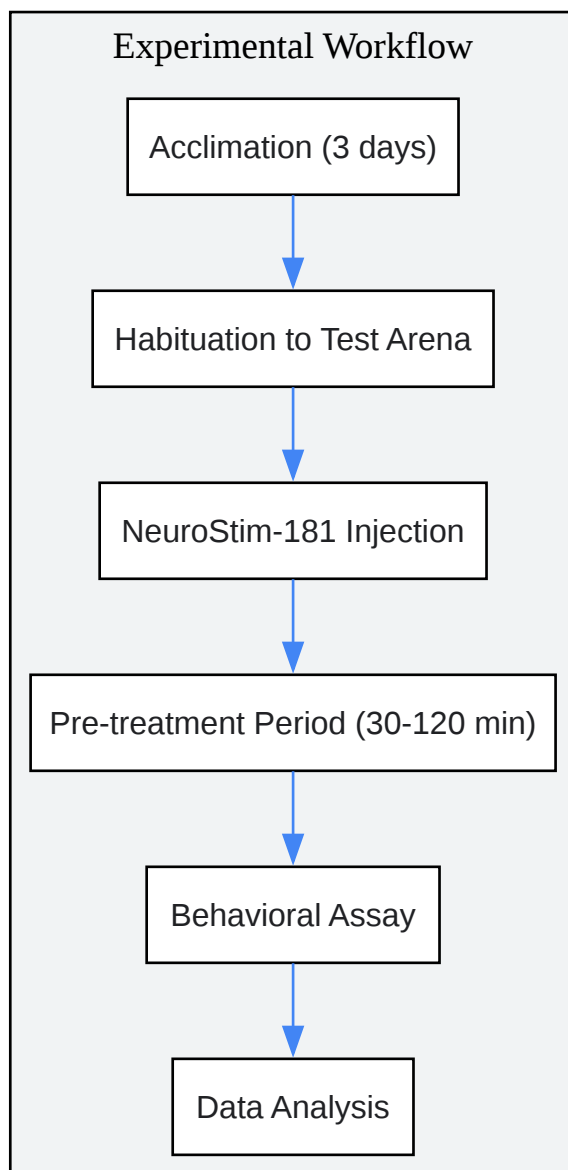 Experimental Workflow
Acclimation (3 days)
Habituation to Test Arena
NeuroStim-181 Injection
Pre-treatment Period (30-120 min)
Behavioral Assay
Data Analysis